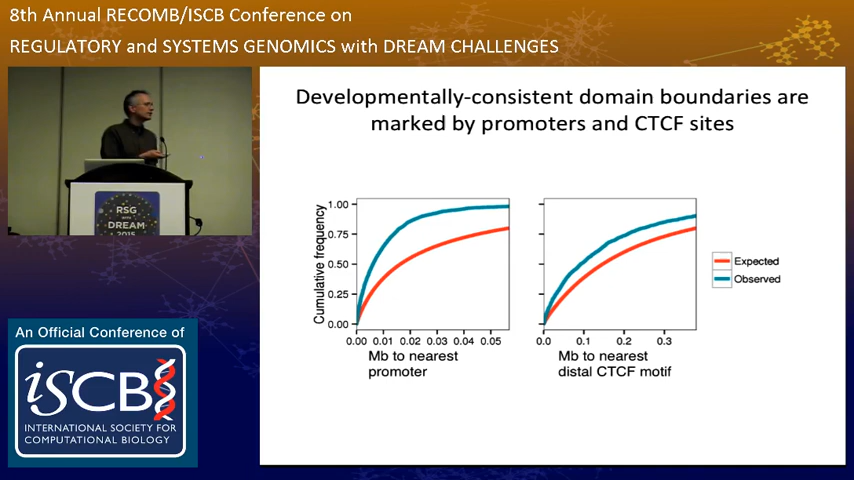 8th Annual RECOMB/ISCB Conference on
REGULATORY and SYSTEMS GENOMICS with DREAM CHALLENGES
RSG
with
DREAM
2015
An Official Conference of
iSCB
INTERNATIONAL SOCIETY FOR
COMPUTATIONAL BIOLOGY
Developmentally-consistent domain boundaries are
marked by promoters and CTCF sites
Cumulative frequency
1.00
0.75
0.50
0.25
0.00
0.00 0.01 0.02 0.03 0.04 0.05
Mb to nearest
promoter
0.0 0.1 0.2 0.3
Mb to nearest
distal CTCF motif
Expected
Observed